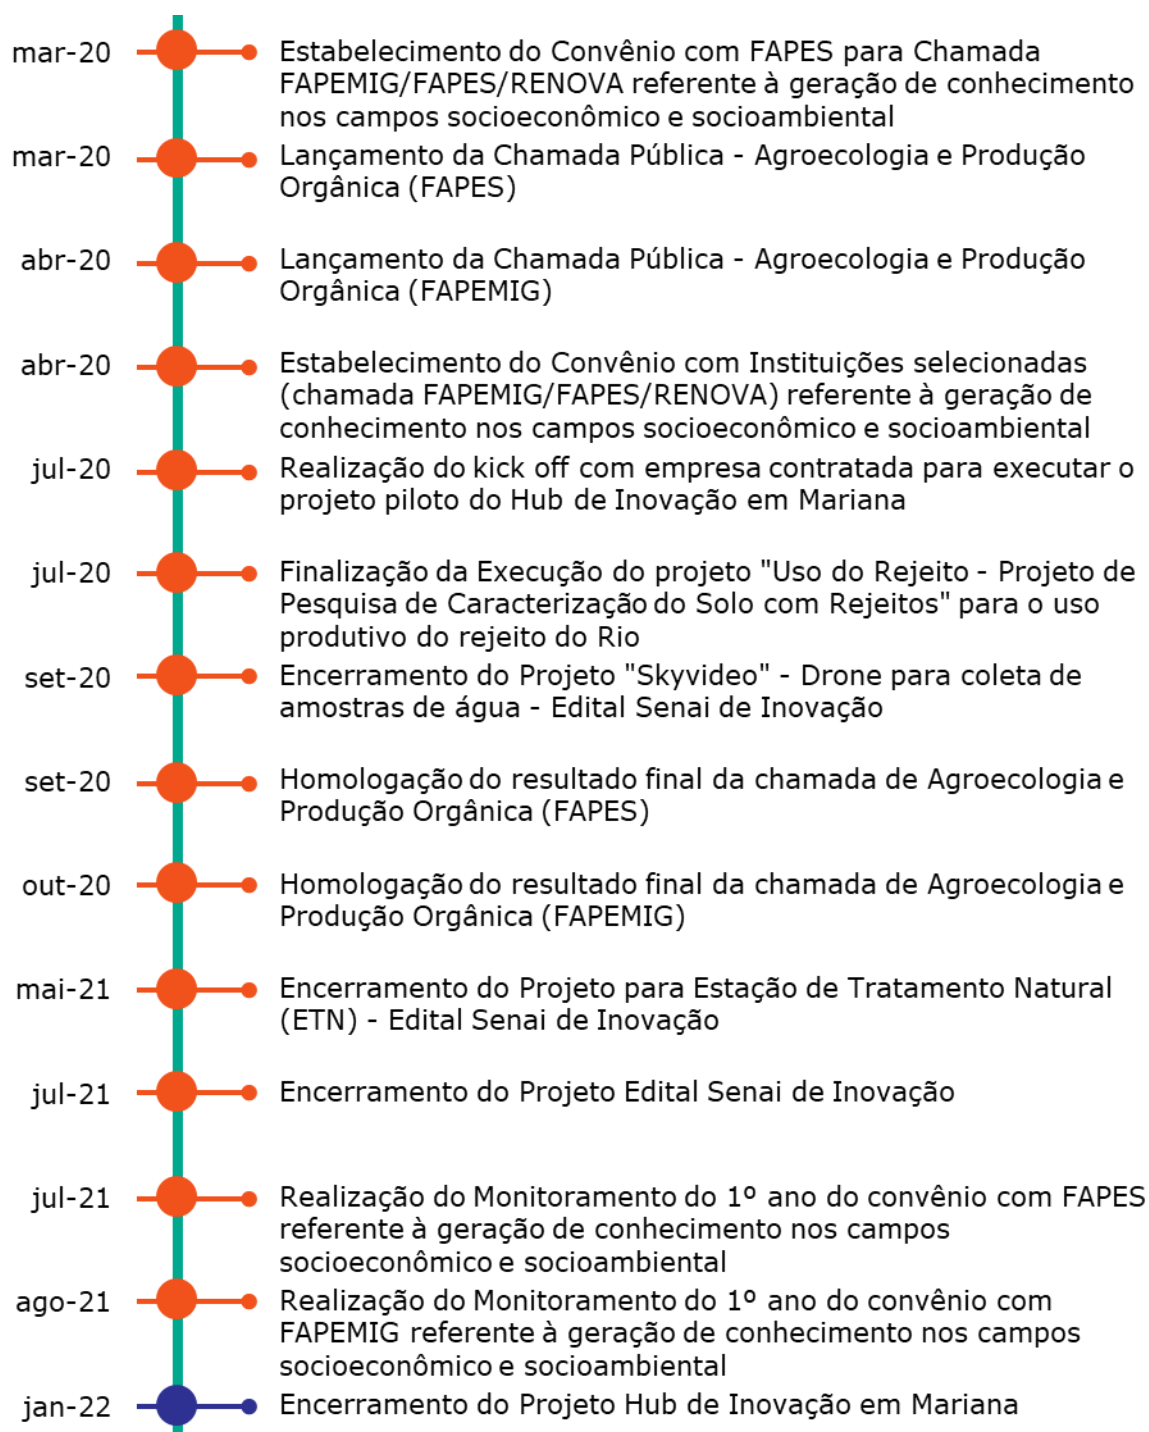 mar-20
Estabelecimento do Convênio com FAPES para Chamada
FAPEMIG/FAPES/RENOVA referente à geração de conhecimento
nos campos socioeconômico e socioambiental
mar-20
Lançamento da Chamada Pública - Agroecologia e Produção
Orgânica (FAPES)
abr-20
Lançamento da Chamada Pública - Agroecologia e Produção
Orgânica (FAPEMIG)
abr-20
Estabelecimento do Convênio com Instituições selecionadas
(chamada FAPEMIG/FAPES/RENOVA) referente à geração de
conhecimento nos campos socioeconômico e socioambiental
jul-20
Realização do kick off com empresa contratada para executar o
projeto piloto do Hub de Inovação em Mariana
jul-20
Finalização da Execução do projeto "Uso do Rejeito - Projeto de
Pesquisa de Caracterização do Solo com Rejeitos" para o uso
produtivo do rejeito do Rio
set-20
Encerramento do Projeto "Skyvideo" - Drone para coleta de
amostras de água - Edital Senai de Inovação
set-20
Homologação do resultado final da chamada de Agroecologia e
Produção Orgânica (FAPES)
out-20
Homologação do resultado final da chamada de Agroecologia e
Produção Orgânica (FAPEMIG)
mai-21
Encerramento do Projeto para Estação de Tratamento Natural
(ETN) - Edital Senai de Inovação
jul-21
Encerramento do Projeto Edital Senai de Inovação
jul-21
Realização do Monitoramento do 1º ano do convênio com FAPES
referente à geração de conhecimento nos campos
socioeconômico e socioambiental
ago-21
Realização do Monitoramento do 1º ano do convênio com
FAPEMIG referente à geração de conhecimento nos campos
socioeconômico e socioambiental
jan-22
Encerramento do Projeto Hub de Inovação em Mariana